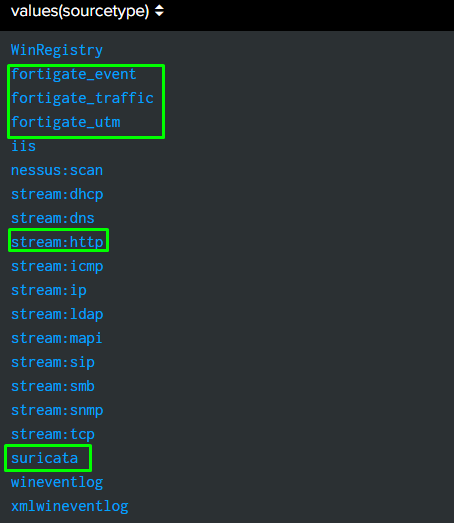 values(sourcetype)
WinRegistry
fortigate_event
fortigate_traffic
fortigate_utm
iis
nessus:scan
stream:dhcp
stream:dns
stream:http
stream:icmp
stream:ip
stream:ldap
stream:mapi
stream:sip
stream:smb
stream:snmp
stream:tcp
suricata
wineventlog
xmlwineventlog